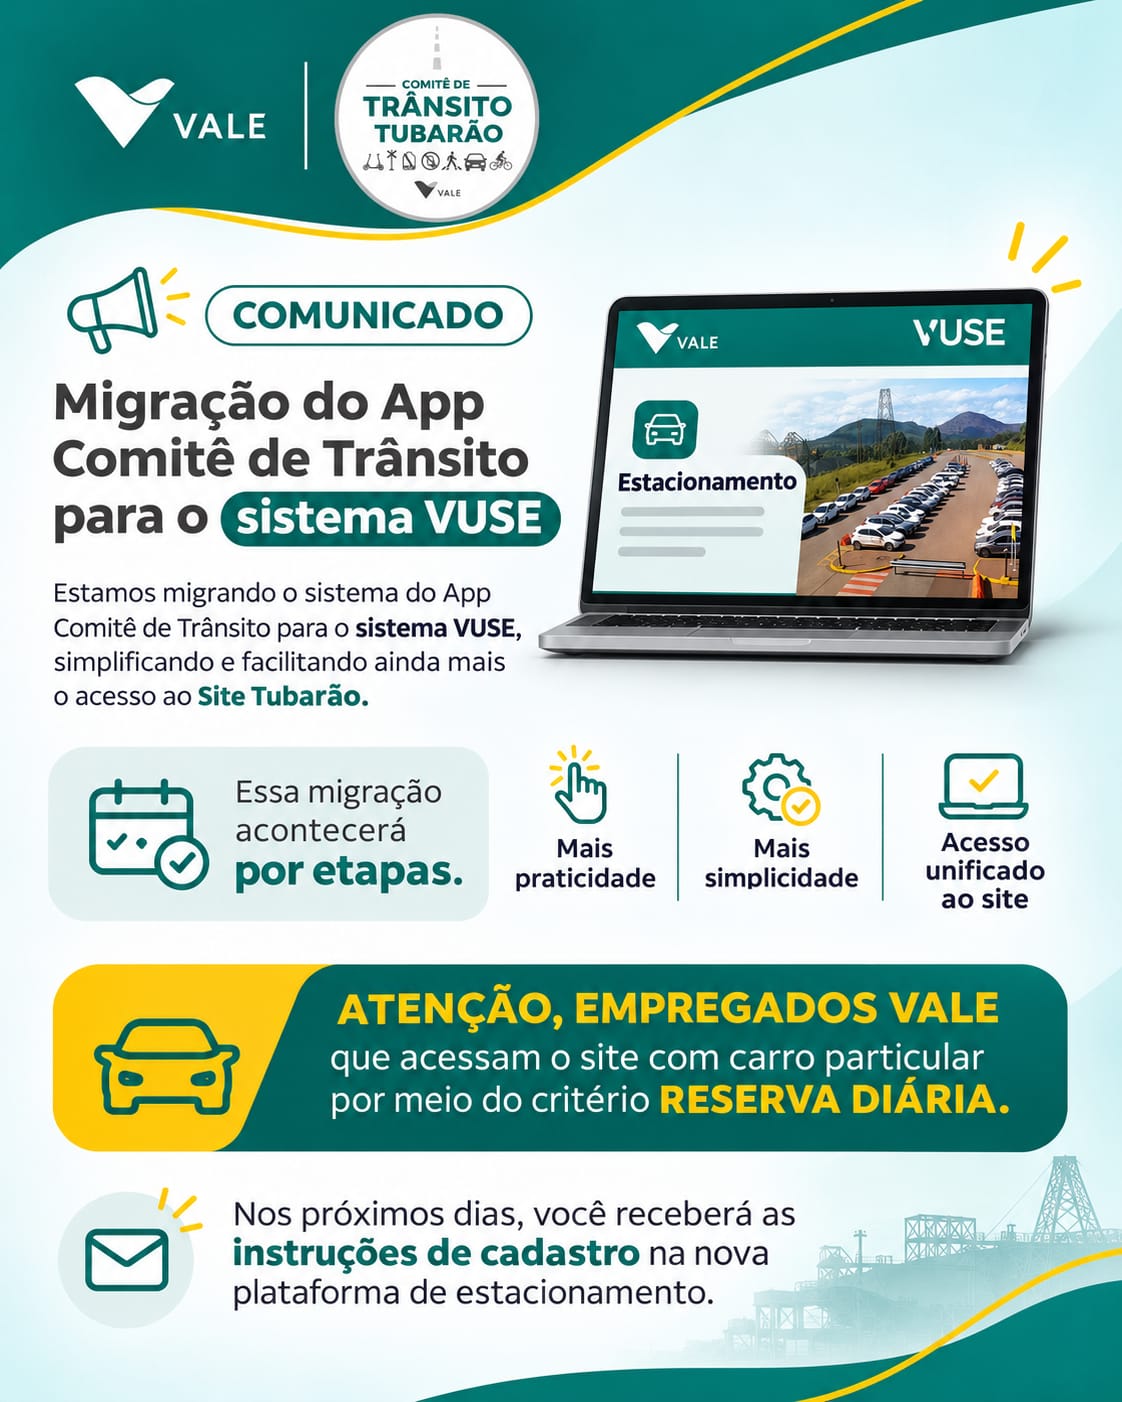 VALE
COMITÊ DE
TRÂNSITO
TUBARÃO
VALE
COMUNICADO
Migração do App
Comitê de Trânsito
para o sistema VUSE
Estamos migrando o sistema do App
Comitê de Trânsito para o sistema VUSE,
simplificando e facilitando ainda mais
o acesso ao Site Tubarão.
VALE
VUSE
Estacionamento
Essa migração
acontecerá
por etapas.
Mais
praticidade
Mais
simplicidade
Acesso
unificado
ao site
ATENÇÃO, EMPREGADOS VALE
que acessam o site com carro particular
por meio do critério RESERVA DIÁRIA.
Nos próximos dias, você receberá as
instruções de cadastro na nova
plataforma de estacionamento.